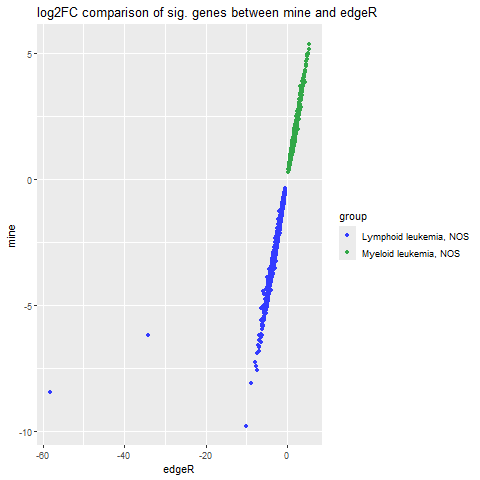 log2FC comparison of sig. genes between mine and edgeR
5
0
-5
-10
mine
-60
-40
-20
0
edgeR
group
Lymphoid leukemia, NOS
Myeloid leukemia, NOS